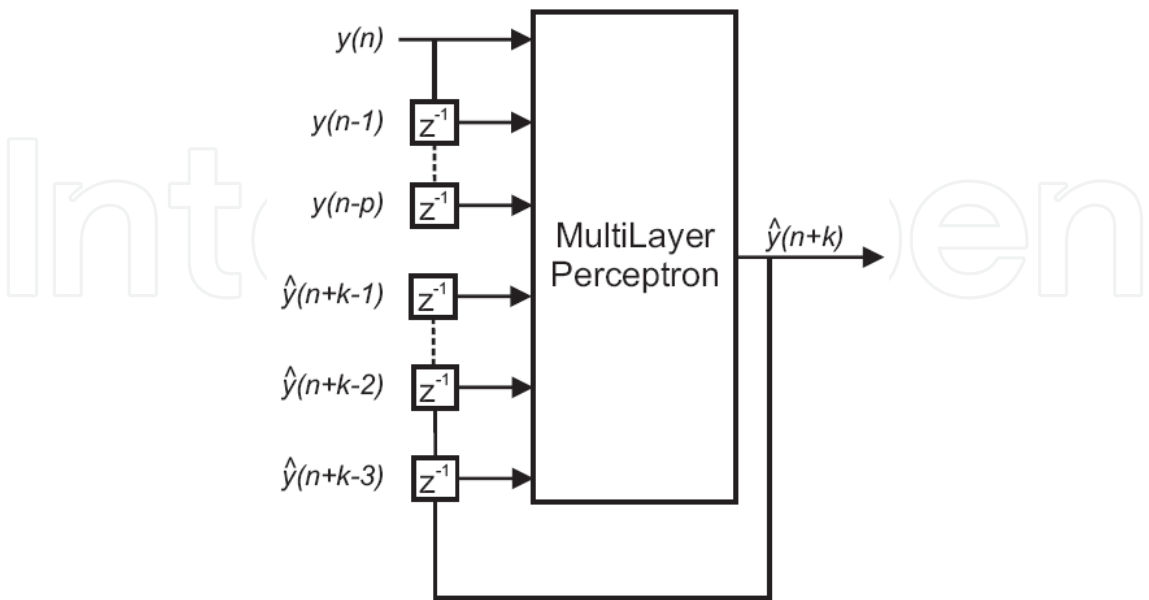 y(n)
y(n-1)
z⁻¹
y(n-p)
z⁻¹
MultiLayer
Perceptron
ŷ(n+k)
ŷ(n+k-1)
z⁻¹
ŷ(n+k-2)
z⁻¹
ŷ(n+k-3)
z⁻¹